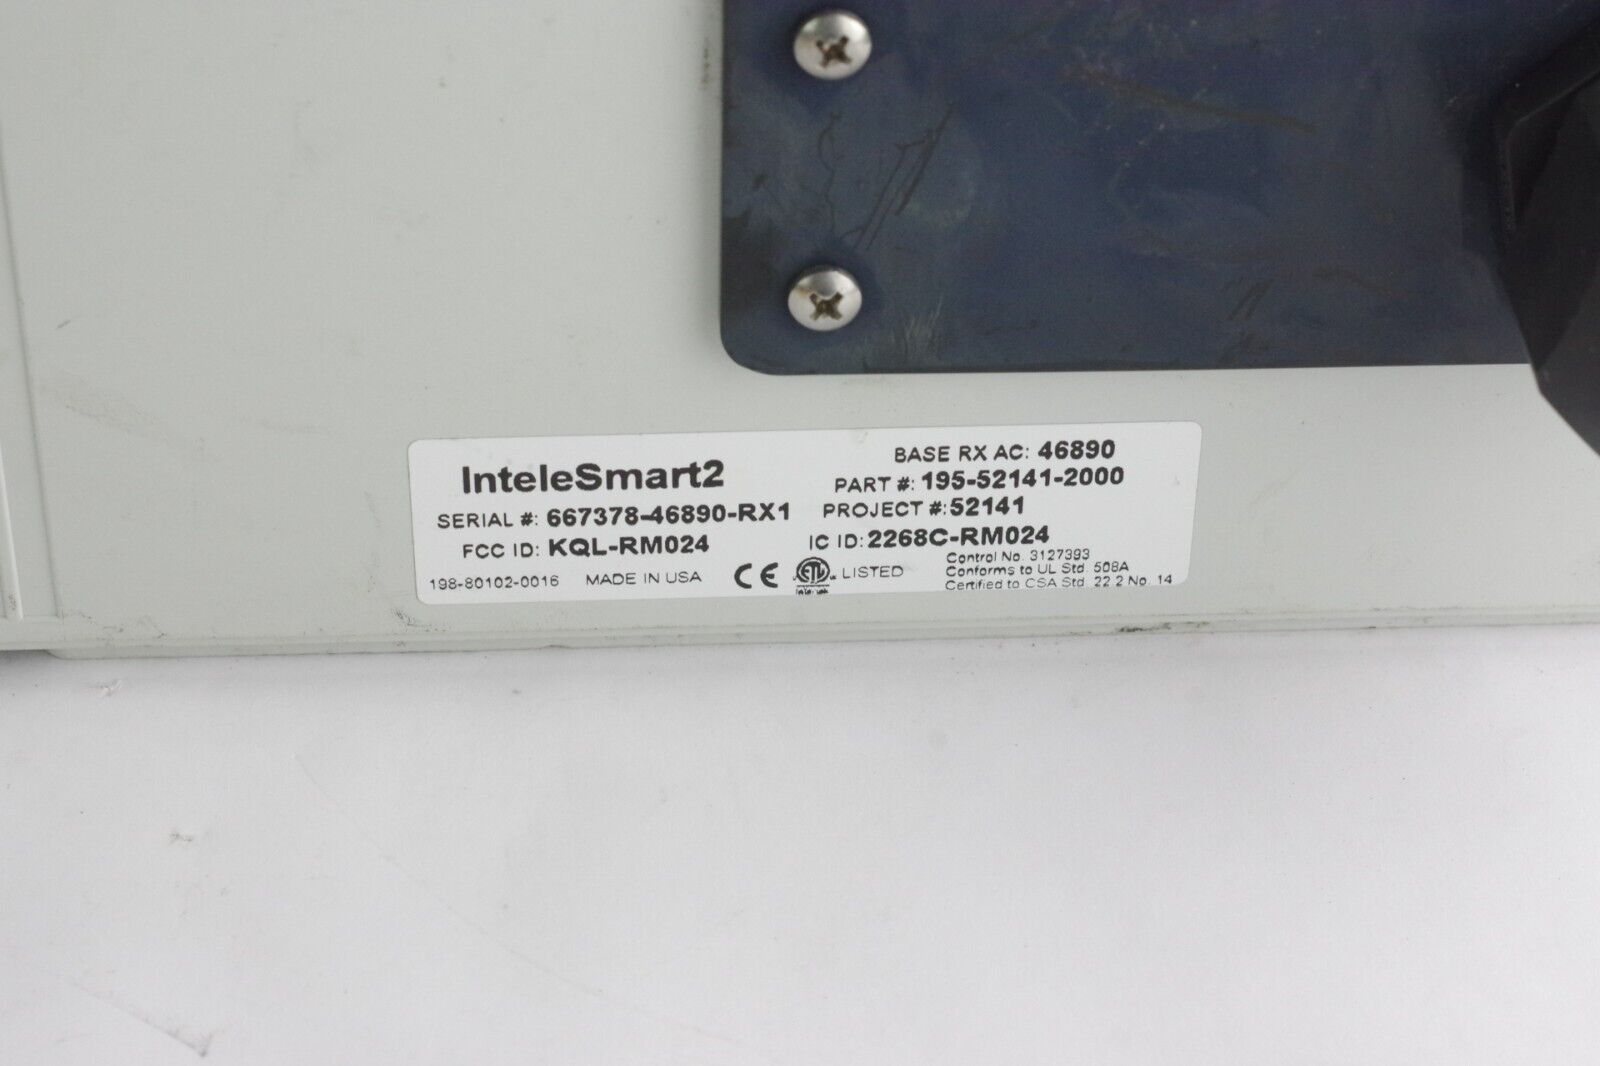 InteleSmart2
BASE RX AC: 46890
PART #: 195-52141-2000
SERIAL #: 667378-46890-RX1 PROJECT #: 52141
FCC ID: KQL-RM024 IC ID: 2268C-RM024
198-80102-0016 MADE IN USA CE ETL LISTED
Control No. 3127393
Conforms to UL Std. 508A
Certified to CSA Std. 22.2 No. 14